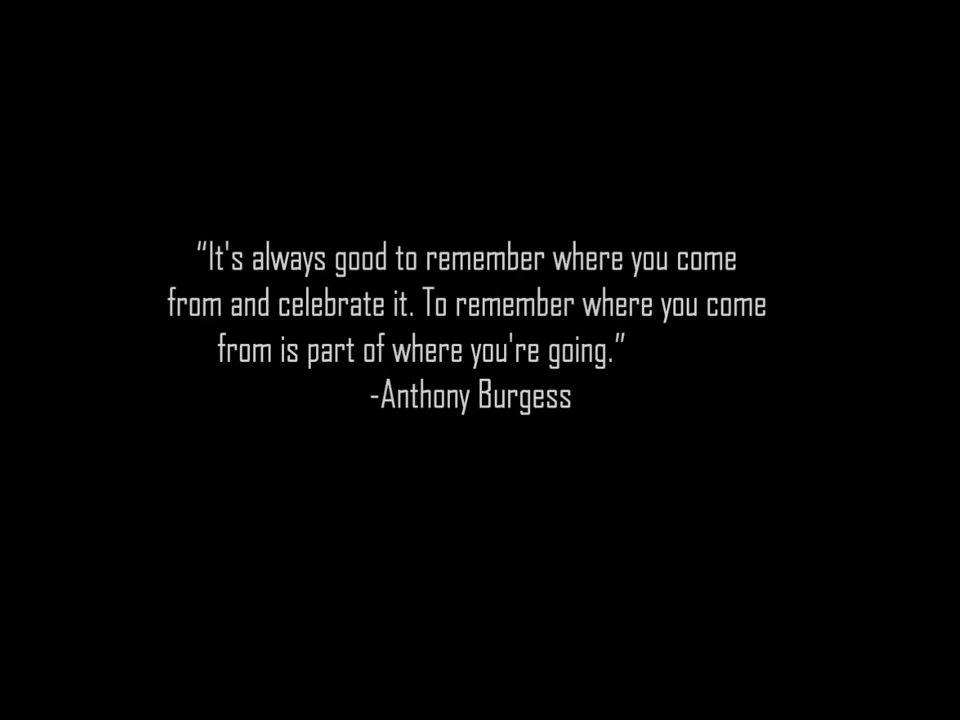 “It's always good to remember where you come
from and celebrate it. To remember where you come
from is part of where you're going.”
-Anthony Burgess